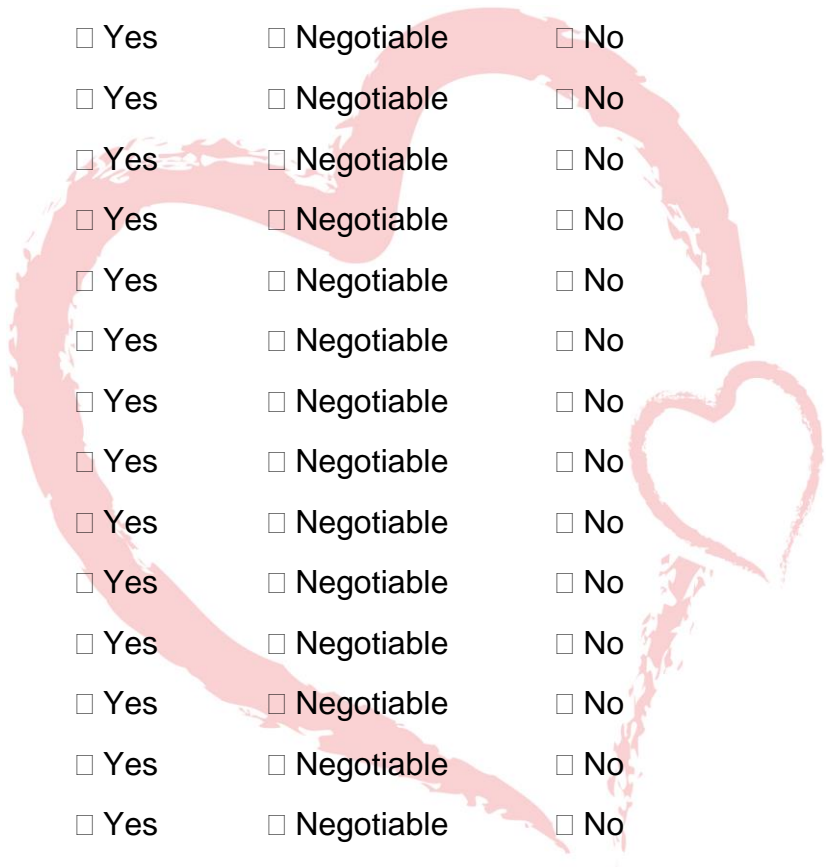 □ Yes □ Negotiable □ No
□ Yes □ Negotiable □ No
□ Yes □ Negotiable □ No
□ Yes □ Negotiable □ No
□ Yes □ Negotiable □ No
□ Yes □ Negotiable □ No
□ Yes □ Negotiable □ No
□ Yes □ Negotiable □ No
□ Yes □ Negotiable □ No
□ Yes □ Negotiable □ No
□ Yes □ Negotiable □ No
□ Yes □ Negotiable □ No
□ Yes □ Negotiable □ No
□ Yes □ Negotiable □ No